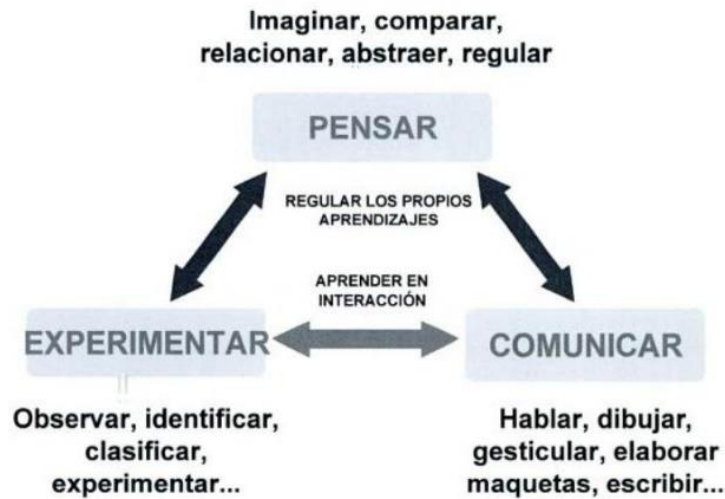 Imaginar, comparar,
relacionar, abstraer, regular
PENSAR
REGULAR LOS PROPIOS
APRENDIZAJES
APRENDER EN
INTERACCIÓN
EXPERIMENTAR
COMUNICAR
Observar, identificar,
clasificar,
experimentar...
Hablar, dibujar,
gesticular, elaborar
maquetas, escribir...